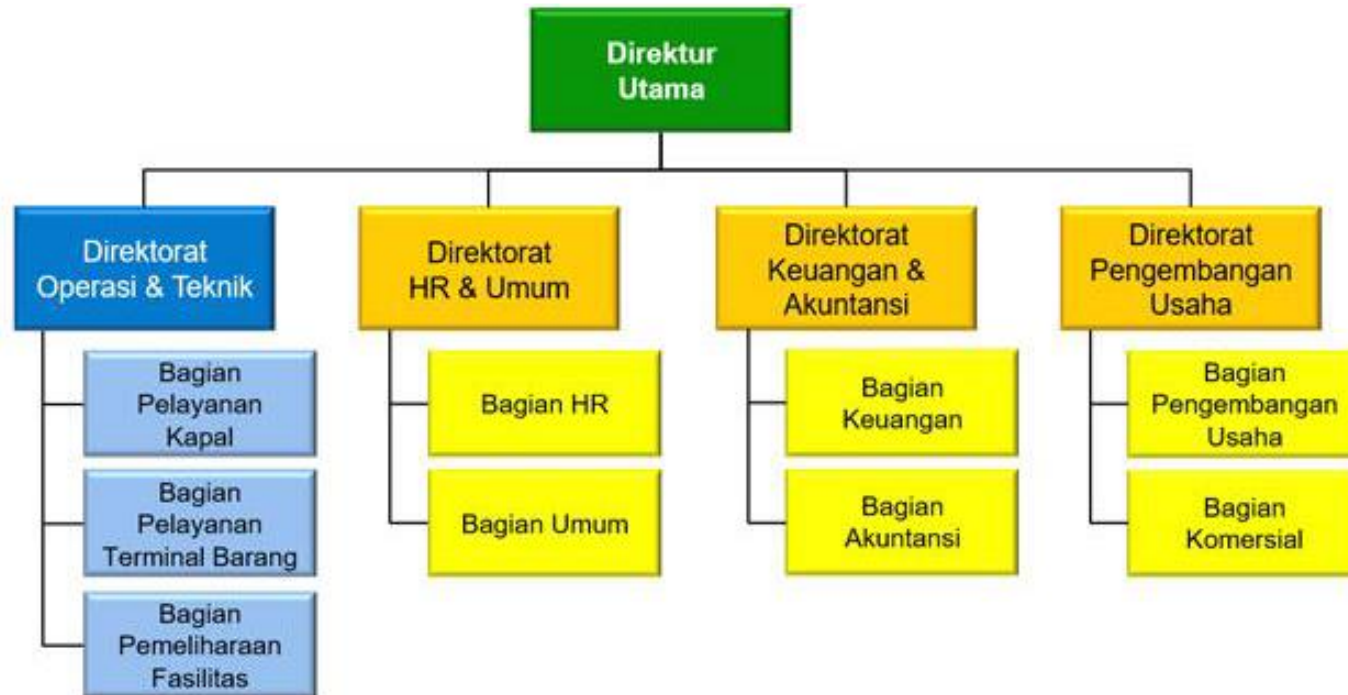 Direktur
Utama
Direktorat
Operasi & Teknik
Bagian
Pelayanan
Kapal
Bagian
Pelayanan
Terminal Barang
Bagian
Pemeliharaan
Fasilitas
Direktorat
HR & Umum
Bagian HR
Bagian Umum
Direktorat
Keuangan &
Akuntansi
Bagian
Keuangan
Bagian
Akuntansi
Direktorat
Pengembangan
Usaha
Bagian
Pengembangan
Usaha
Bagian
Komersial